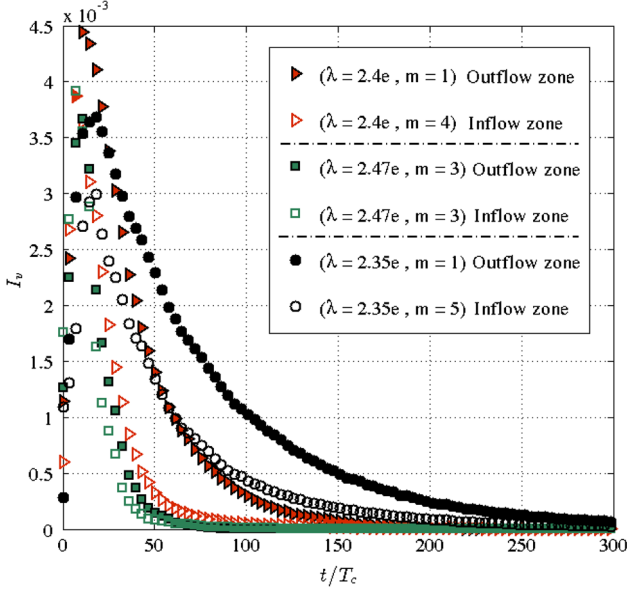 x 10⁻³
4.5
4
3.5
3
2.5
2
1.5
1
0.5
0
I_v
(λ = 2.4e , m = 1) Outflow zone
(λ = 2.4e , m = 4) Inflow zone
(λ = 2.47e , m = 3) Outflow zone
(λ = 2.47e , m = 3) Inflow zone
(λ = 2.35e , m = 1) Outflow zone
(λ = 2.35e , m = 5) Inflow zone
0 50 100 150 200 250 300
t/T_c